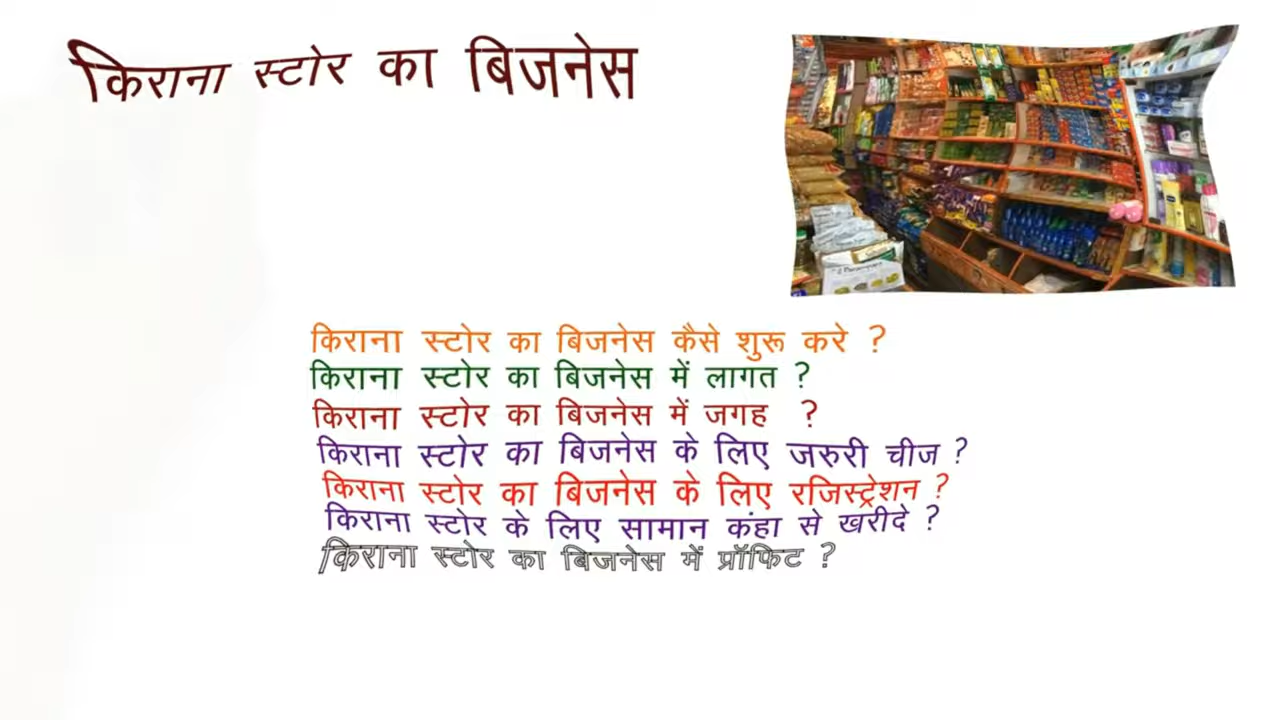 किराना स्टोर का बिजनेस
किराना स्टोर का बिजनेस कैसे शुरू करे ?
किराना स्टोर का बिजनेस में लागत ?
किराना स्टोर का बिजनेस में जगह ?
किराना स्टोर का बिजनेस के लिए जरुरी चीज ?
किराना स्टोर का बिजनेस के लिए रजिस्ट्रेशन ?
किराना स्टोर के लिए सामान कंहा से खरीदे ?
किराना स्टोर का बिजनेस में प्रॉफिट ?